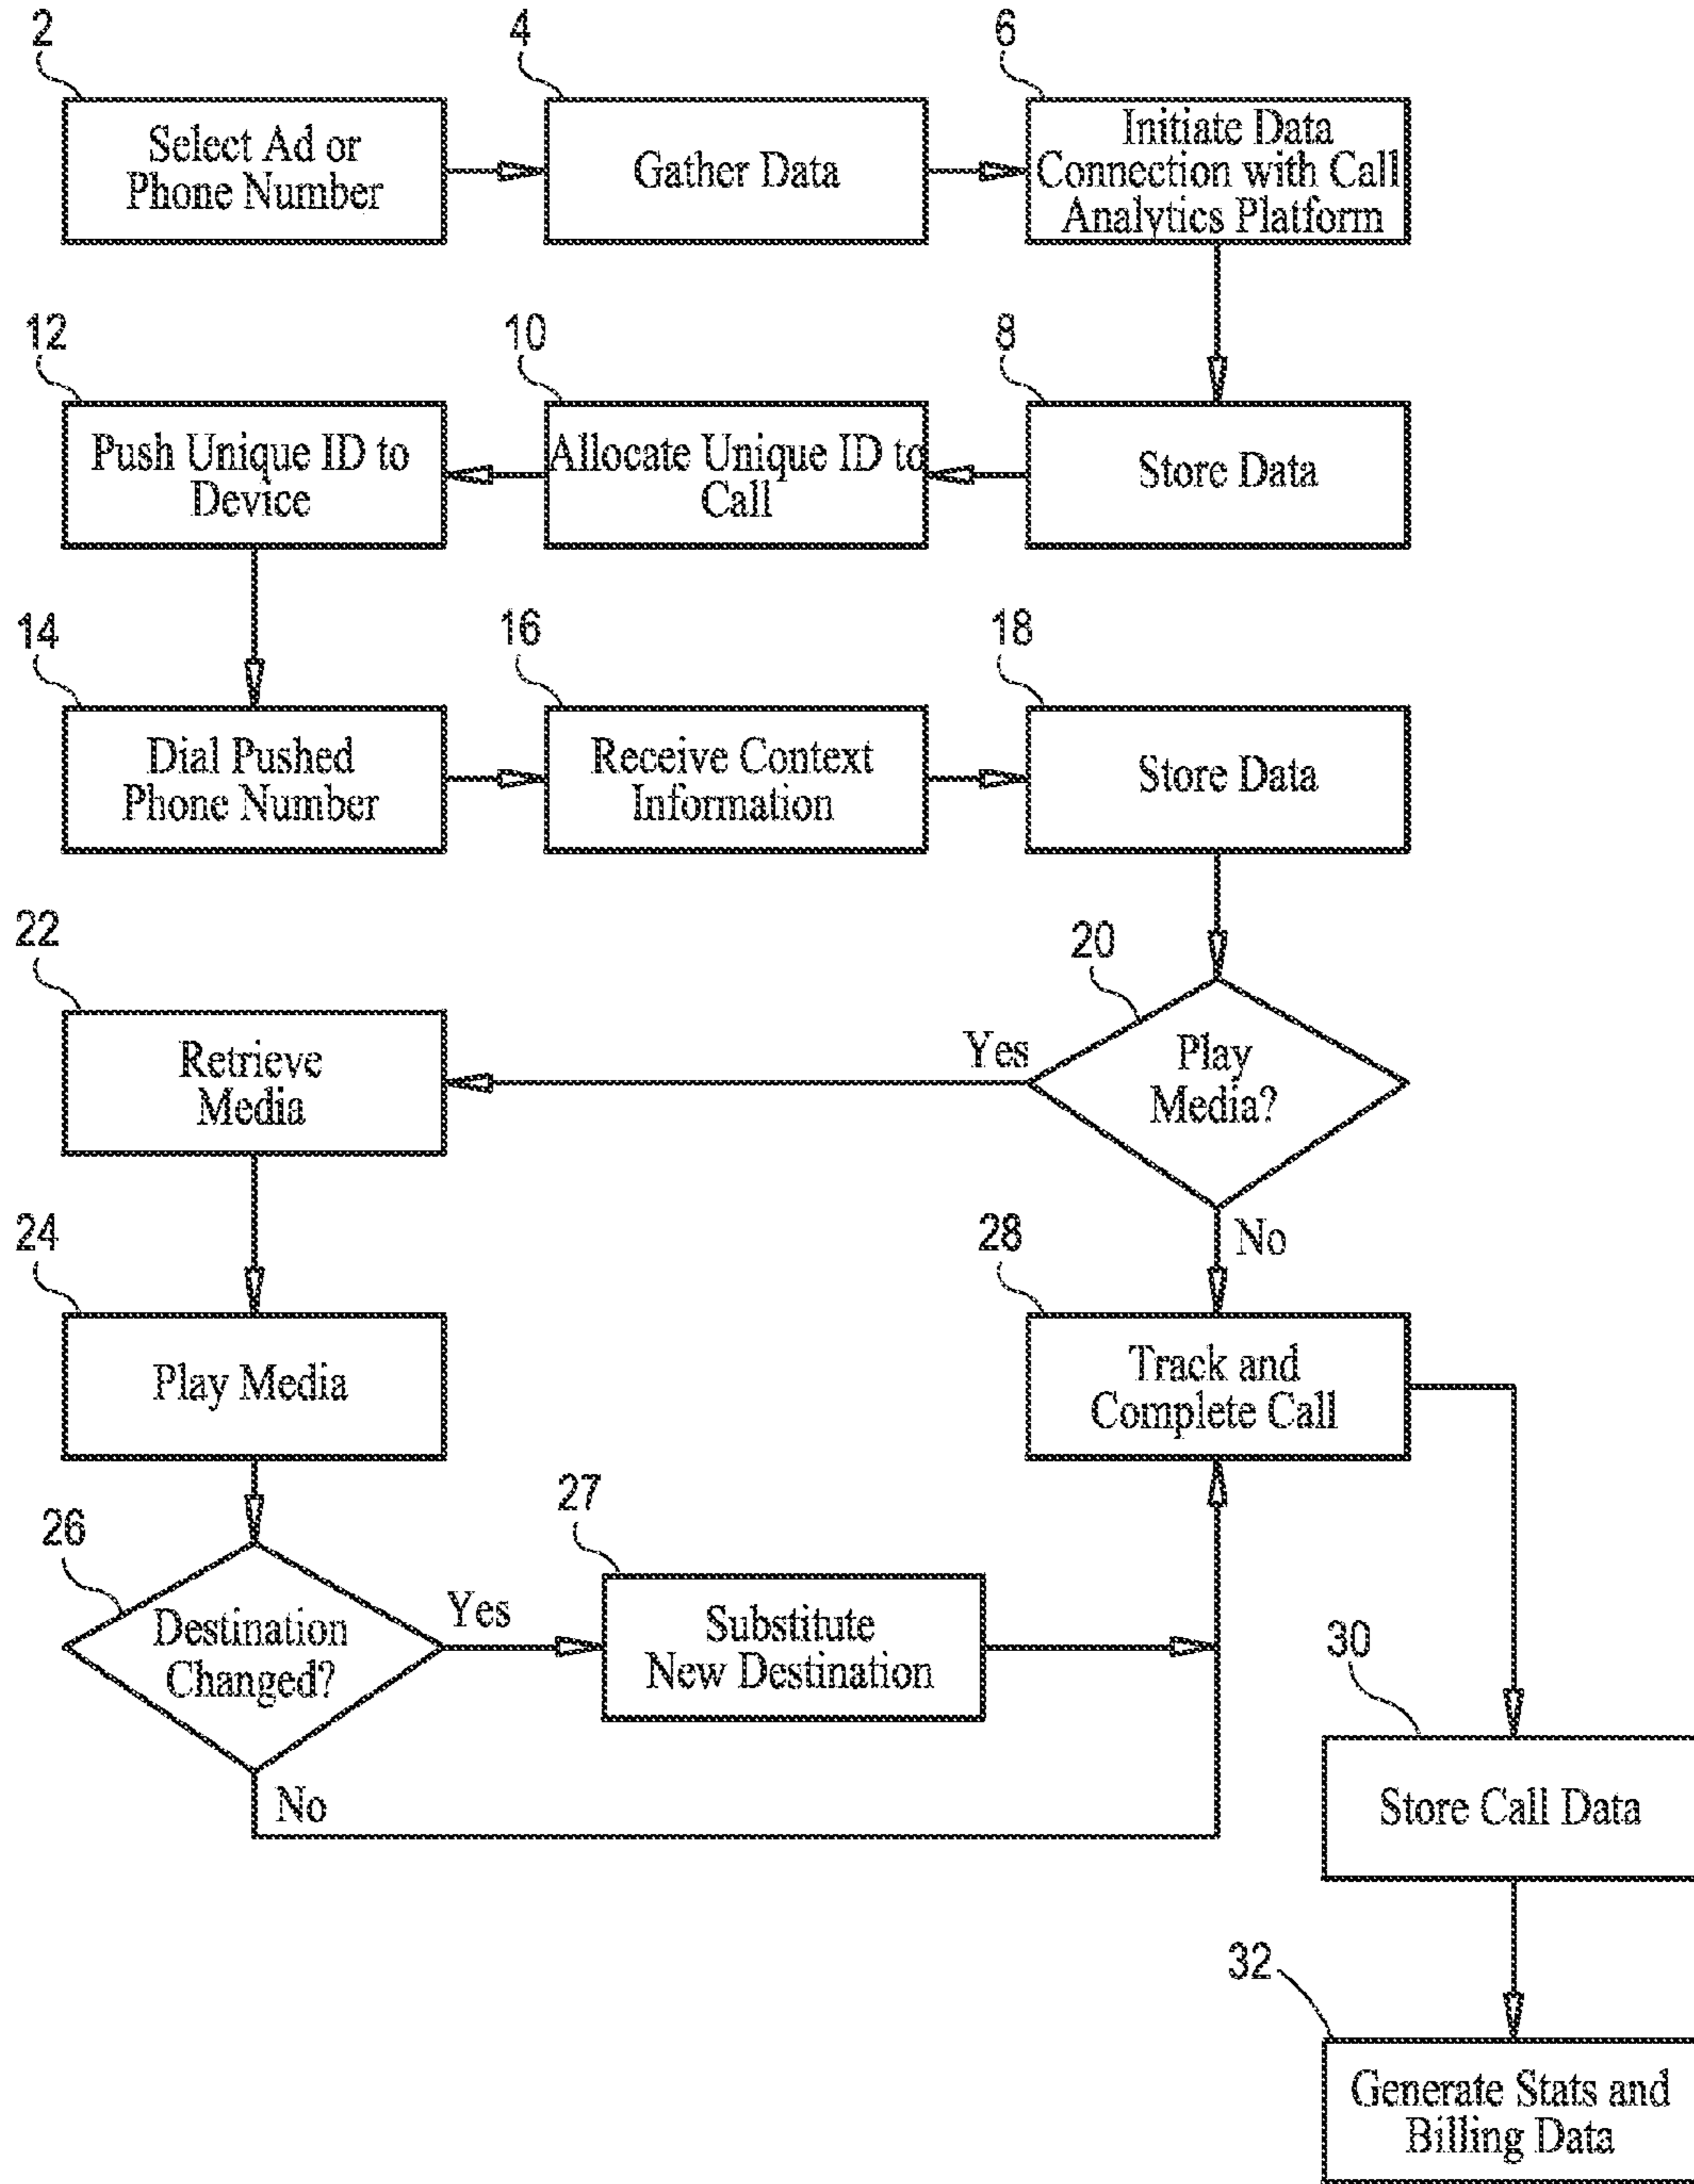 2
Select Ad or
Phone Number
4
Gather Data
6
Initiate Data
Connection with Call
Analytics Platform
12
Push Unique ID to
Device
10
Allocate Unique ID to
Call
8
Store Data
14
Dial Pushed
Phone Number
16
Receive Context
Information
18
Store Data
22
Retrieve
Media
Yes
20
Play
Media?
No
24
Play Media
28
Track and
Complete Call
26
Destination
Changed?
Yes
No
27
Substitute
New Destination
30
Store Call Data
32
Generate Stats and
Billing Data